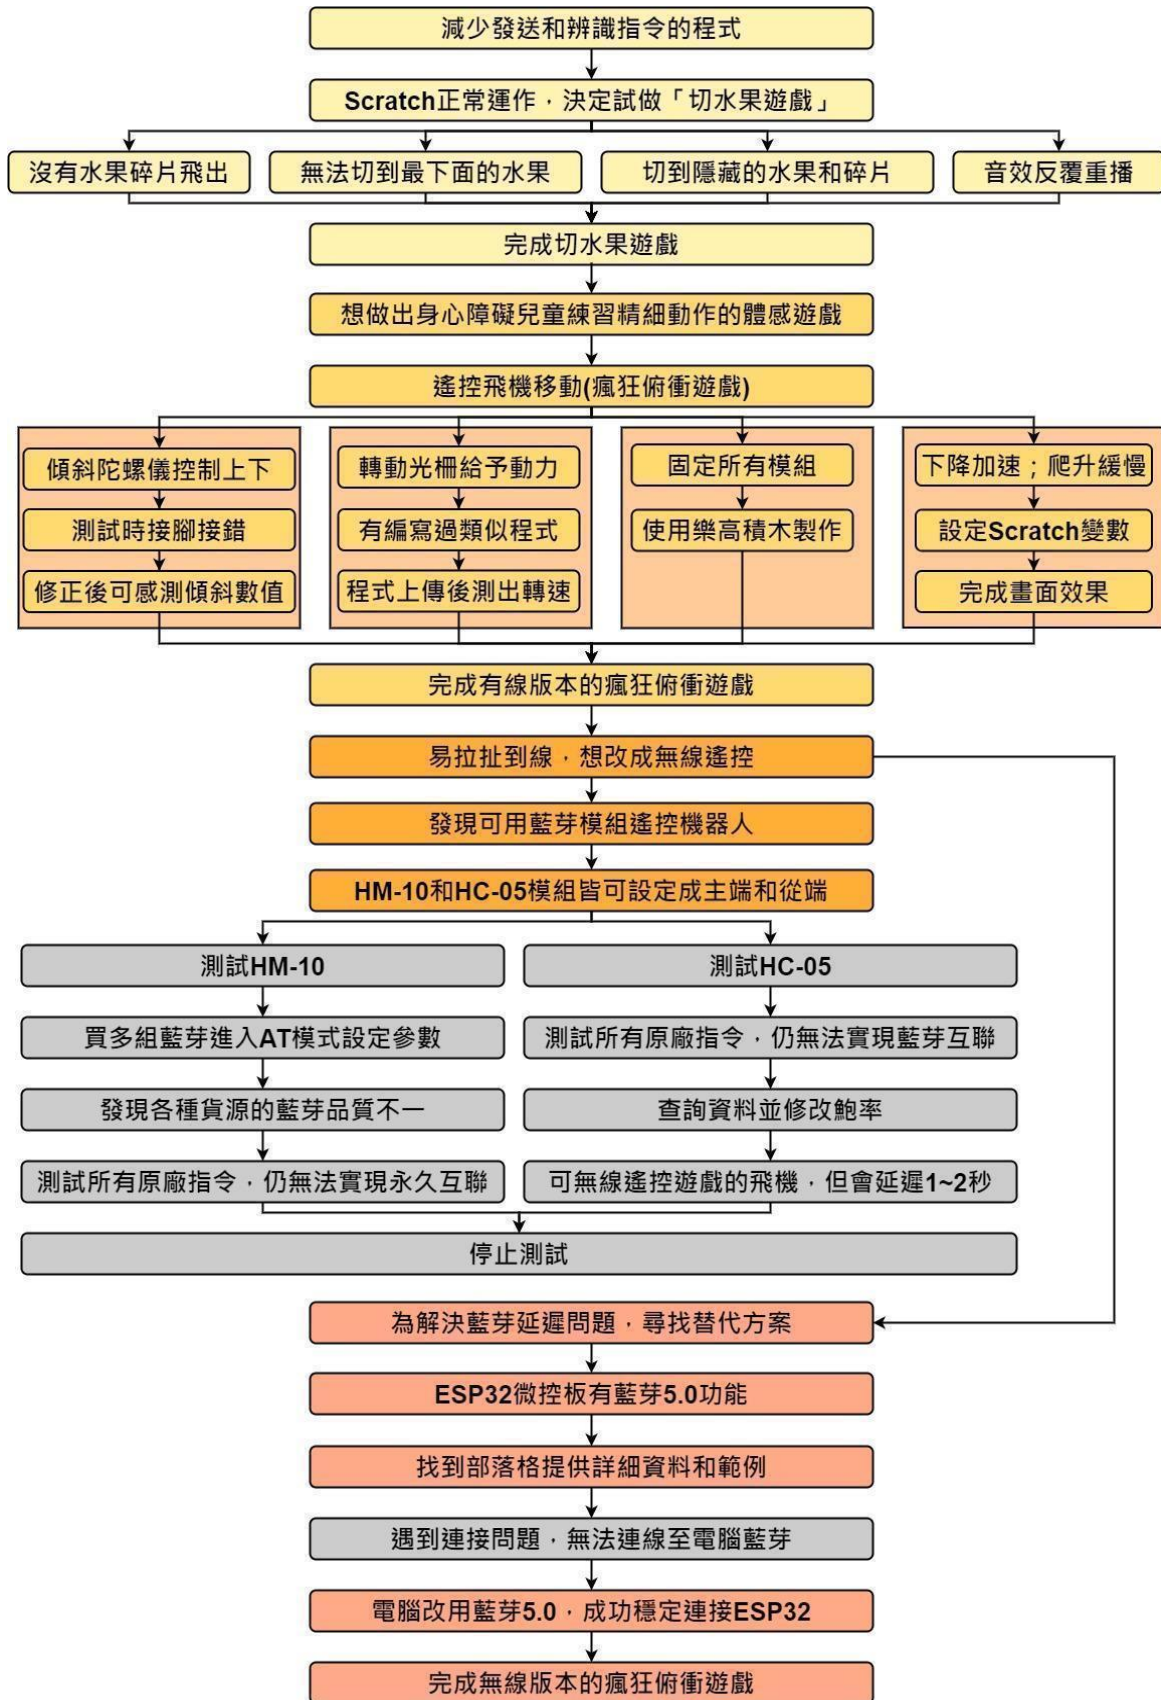 減少發送和辨識指令的程式
Scratch正常運作，決定試做「切水果遊戲」
沒有水果碎片飛出
無法切到最下面的水果
切到隱藏的水果和碎片
音效反覆重播
完成切水果遊戲
想做出身心障礙兒童練習精細動作的體感遊戲
遙控飛機移動(瘋狂俯衝遊戲)
傾斜陀螺儀控制上下
測試時接腳接錯
修正後可感測傾斜數值
轉動光柵給予動力
有編寫過類似程式
程式上傳後測出轉速
固定所有模組
使用樂高積木製作
下降加速；爬升緩慢
設定Scratch變數
完成畫面效果
完成有線版本的瘋狂俯衝遊戲
易拉扯到線，想改成無線遙控
發現可用藍芽模組遙控機器人
HM-10和HC-05模組皆可設定成主端和從端
測試HM-10
買多組藍芽進入AT模式設定參數
發現各種貨源的藍芽品質不一
測試所有原廠指令，仍無法實現永久互聯
測試HC-05
測試所有原廠指令，仍無法實現藍芽互聯
查詢資料並修改鮑率
可無線遙控遊戲的飛機，但會延遲1~2秒
停止測試
為解決藍芽延遲問題，尋找替代方案
ESP32微控板有藍芽5.0功能
找到部落格提供詳細資料和範例
遇到連接問題，無法連線至電腦藍芽
電腦改用藍芽5.0，成功穩定連接ESP32
完成無線版本的瘋狂俯衝遊戲